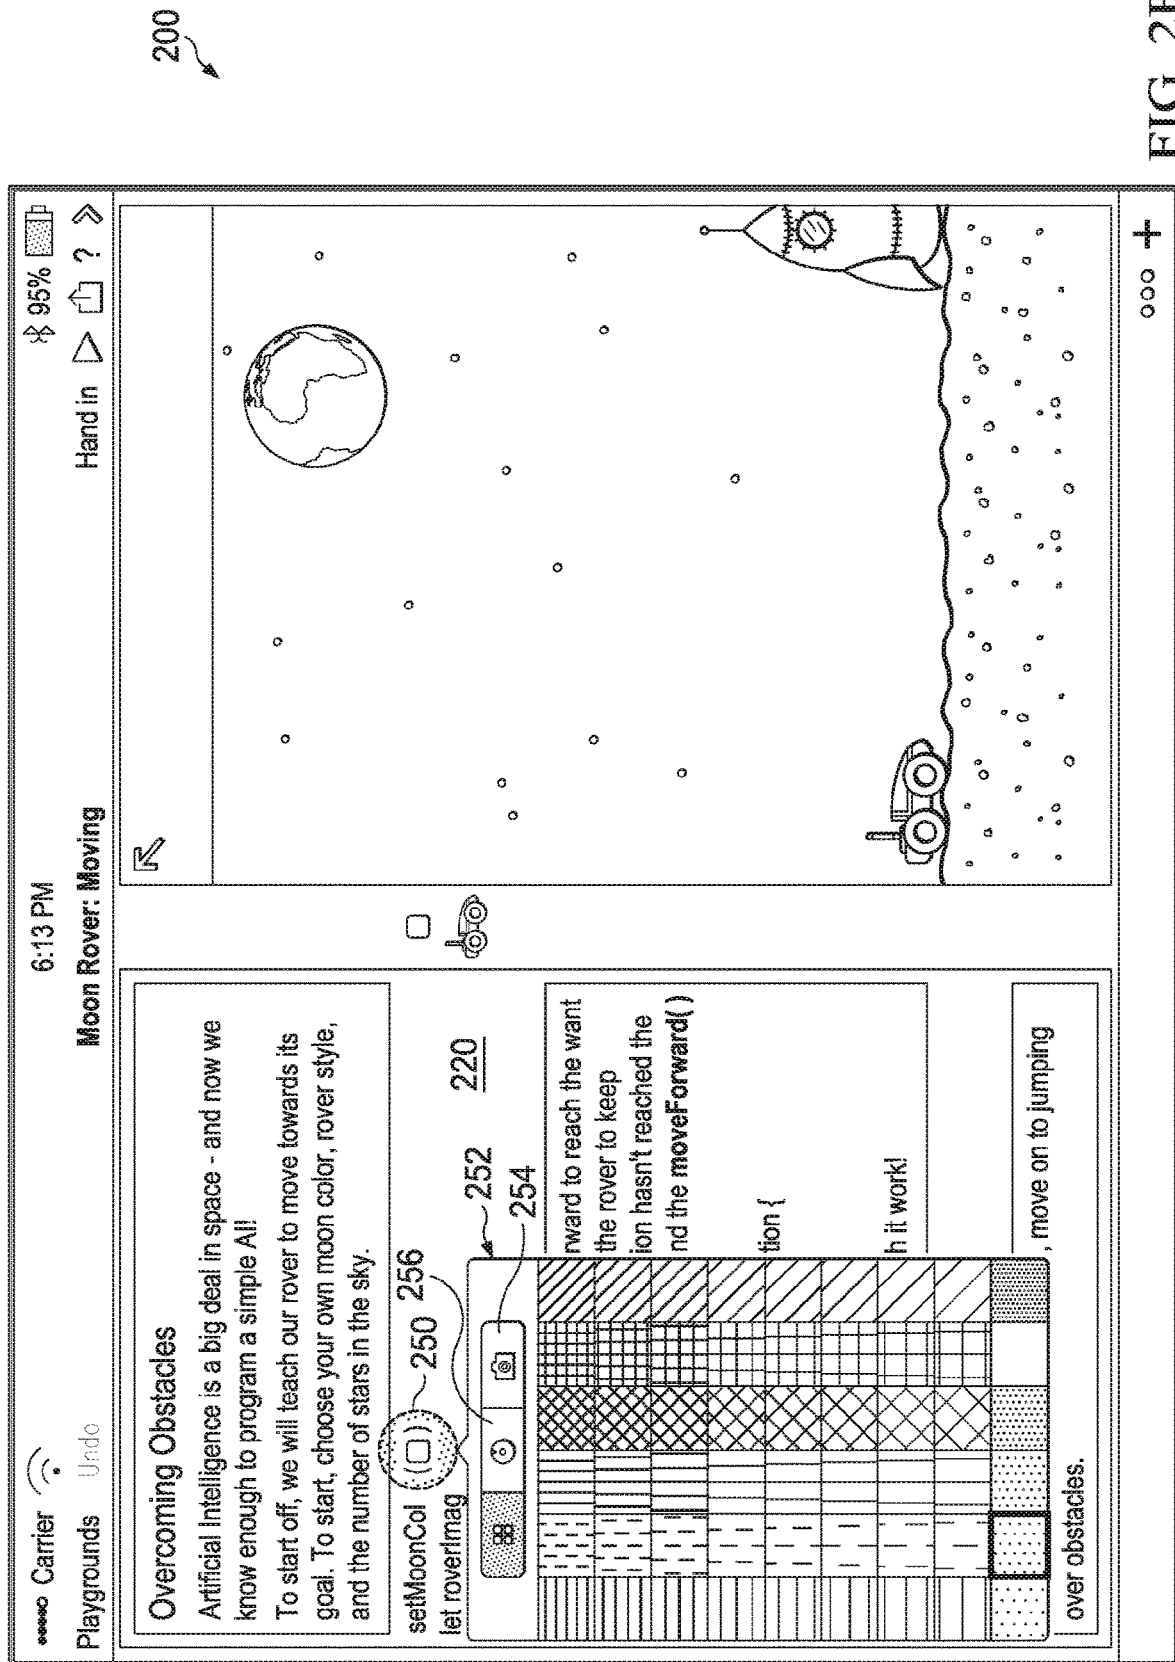 Carrier 6:13 PM 95%
Playgrounds Undo Moon Rover: Moving Hand in ?
Overcoming Obstacles
Artificial Intelligence is a big deal in space - and now we
know enough to program a simple AI!
To start off, we will teach our rover to move towards its
goal. To start, choose your own moon color, rover style,
and the number of stars in the sky.
setMoonCol ( ) 250
let roverImag
256
220
252
254
rward to reach the want
the rover to keep
ion hasn't reached the
nd the moveForward( )
tion {
h it work!
, move on to jumping
over obstacles.
200